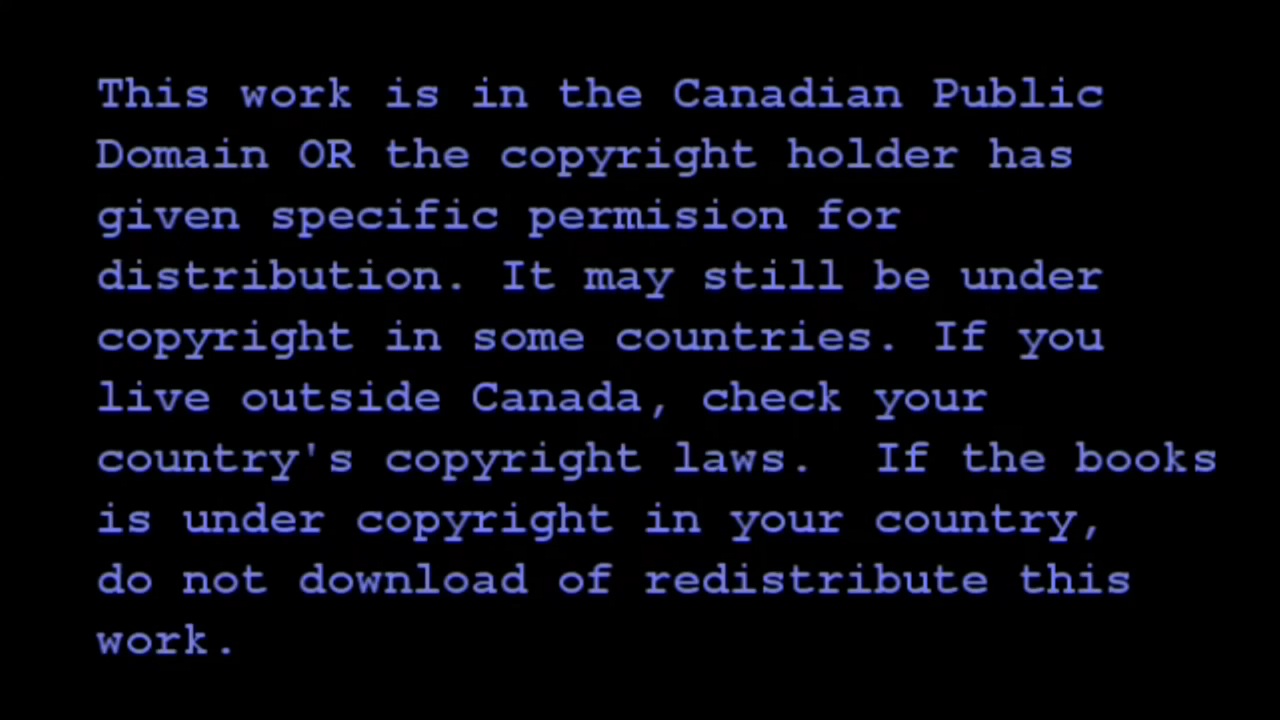 This work is in the Canadian Public
Domain OR the copyright holder has
given specific permision for
distribution. It may still be under
copyright in some countries. If you
live outside Canada, check your
country's copyright laws.  If the books
is under copyright in your country,
do not download of redistribute this
work.